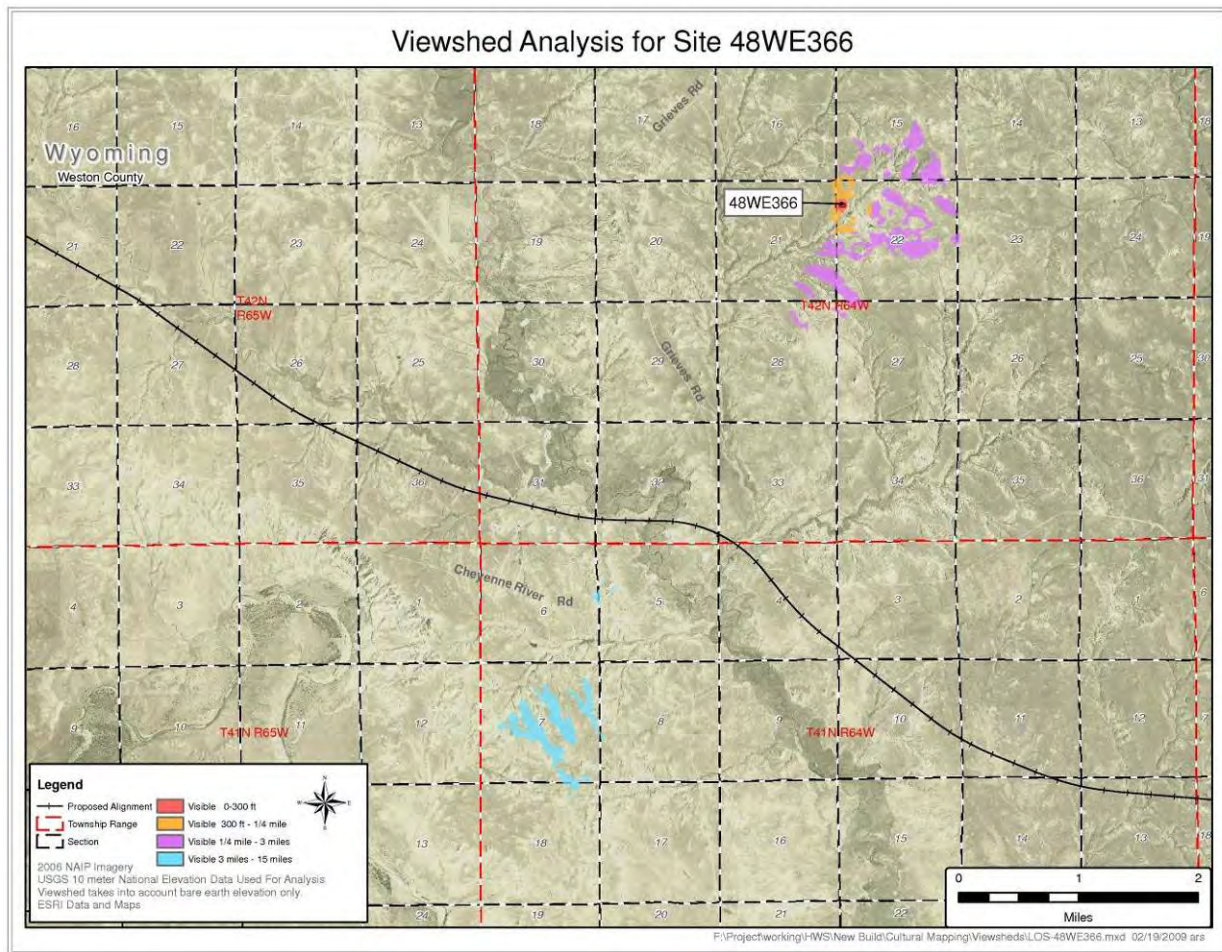 Viewshed Analysis for Site 48WE366
16 15 14 13 18 17 Grieves Rd 15 14 13 18
Wyoming
Weston County
48WE366
21 22 23 24 19 20 21 22 23 24
T42N
R65W
T42N R64W
28 27 26 30 29 28 27 26 25 30
Grieves Rd
33 34 35 36 31 32 33 34 35 36 31
Cheyenne River Rd
4 3 2 1 6 5 4 3 2 1 6
9 10 11 12 7 8 10 11 12 7
T41N R65W
T41N R64W
13 18 17 16 15 14 13 18
24 19 20 21 22
Legend
Proposed Alignment
Township Range
Section
Visible 0-300 ft
Visible 300 ft - 1/4 mile
Visible 1/4 mile - 3 miles
Visible 3 miles - 15 miles
N
W E
S
2006 NAIP Imagery
USGS 10 meter National Elevation Data Used For Analysis
Viewshed takes into account bare earth elevation only.
ESRI Data and Maps
0 1 2
Miles
F:\Project\working\HWS\New Build\Cultural Mapping\Viewsheds\LOS-48WE366.mxd 02/19/2009 ars